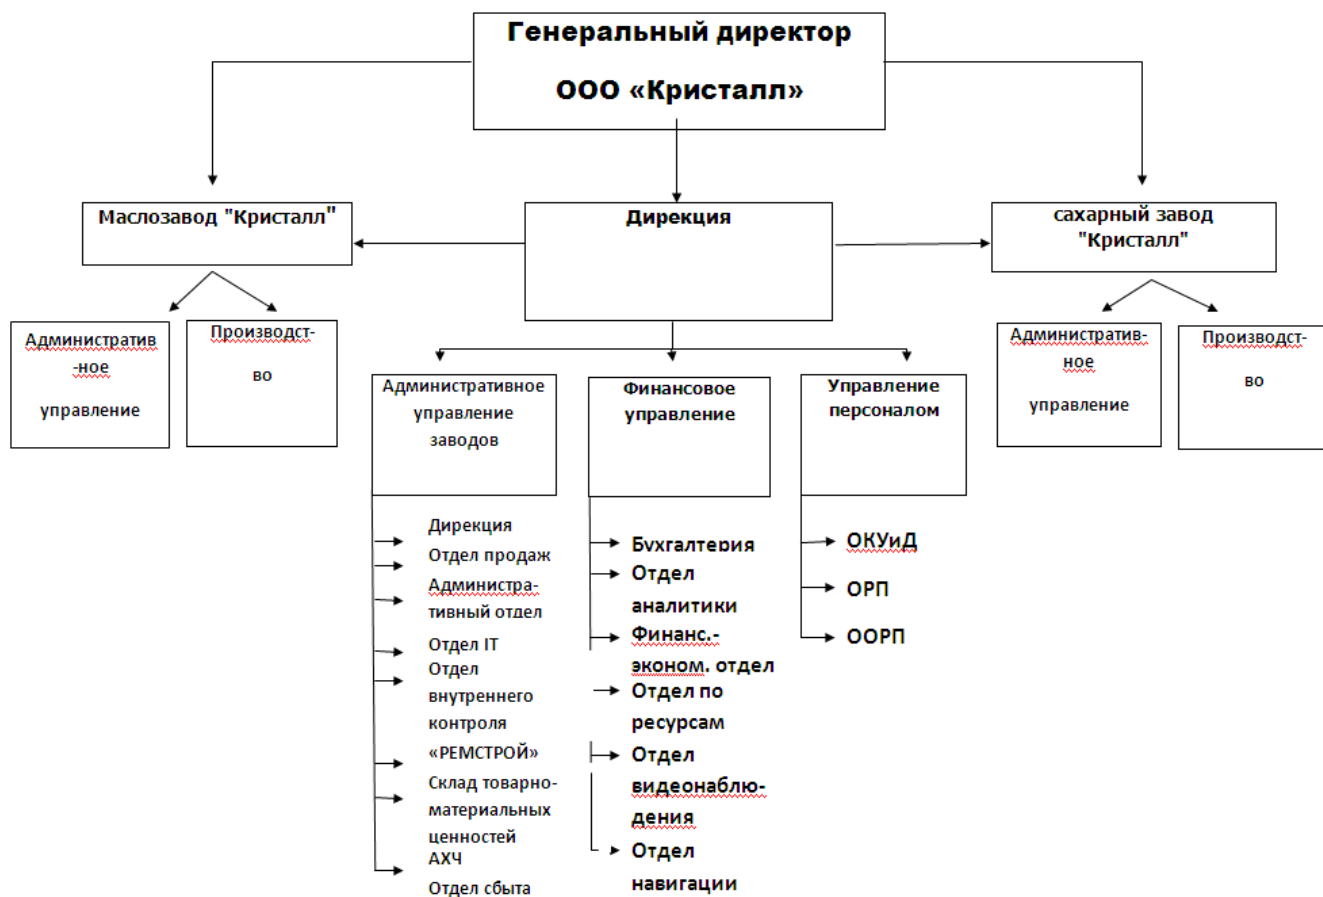 Генеральный директор
ООО «Кристалл»
Маслозавод "Кристалл"
Дирекция
сахарный завод
"Кристалл"
Административ
-ное
управление
Производст-
во
Административ-
ное
управление
Производст-
во
Административное
управление
заводов
Финансовое
управление
Управление
персоналом
Дирекция
Отдел продаж
Администра-
тивный отдел
Отдел IT
Отдел
внутреннего
контроля
«РЕМСТРОЙ»
Склад товарно-
материальных
ценностей
АХЧ
Отдел сбыта
Бухгалтерия
Отдел
аналитики
Финанс.-
эконом. отдел
Отдел по
ресурсам
Отдел
видеонаблю-
дения
Отдел
навигации
ОКУиД
ОРП
ООРП